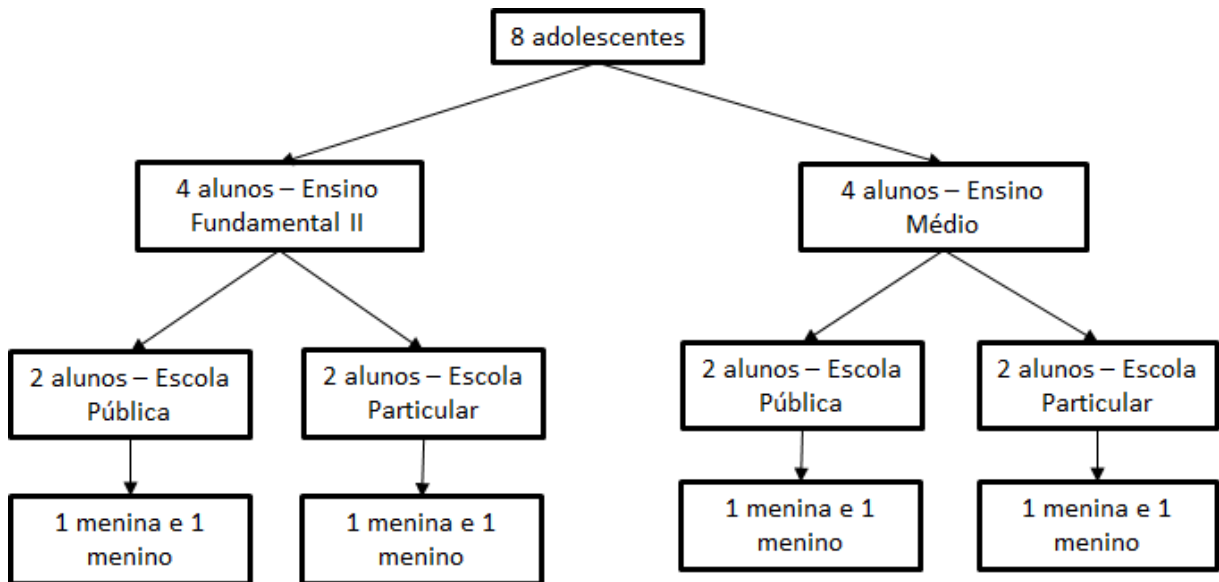 8 adolescentes
4 alunos – Ensino
Fundamental II
4 alunos – Ensino
Médio
2 alunos – Escola
Pública
2 alunos – Escola
Particular
2 alunos – Escola
Pública
2 alunos – Escola
Particular
1 menina e 1
menino
1 menina e 1
menino
1 menina e 1
menino
1 menina e 1
menino